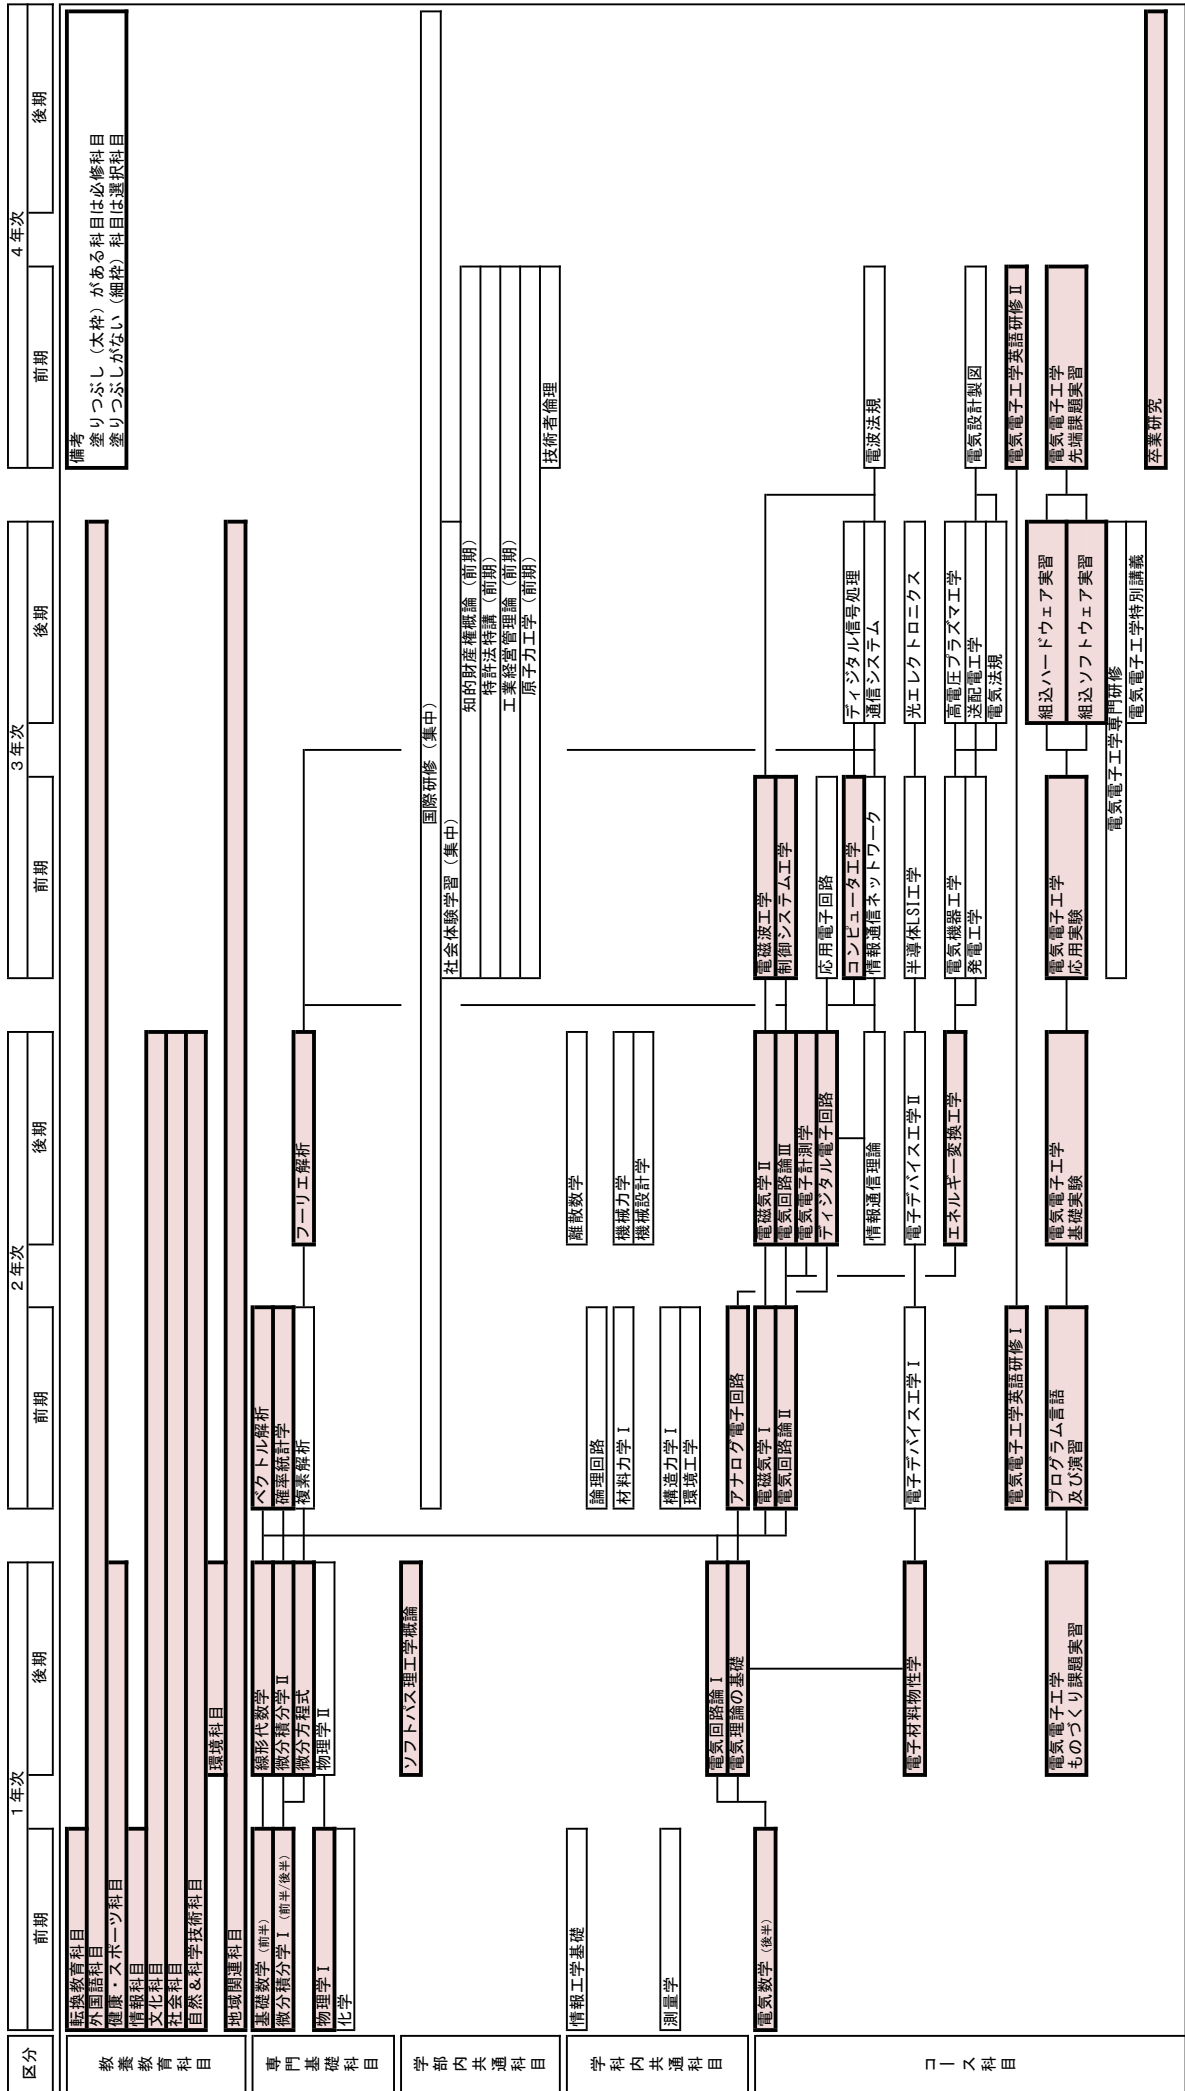 区分
1年次
2年次
3年次
4年次
前期
後期
前期
後期
前期
後期
前期
後期
備考
塗りつぶし（太枠）がある科目は必修科目
塗りつぶしがない（細枠）科目は選択科目
教養教育科目
転換教育科目
外国語科目
健康・スポーツ科目
情報科目
文化科目
社会科目
自然＆科学技術科目
環境科目
地域関連科目
専門基礎科目
基礎数学（前半）
線形代数学
ベクトル解析
微分積分学Ⅰ（前半/後半）
微分積分学Ⅱ
確率統計学
微分方程式
複素解析
フーリエ解析
物理学Ⅰ
物理学Ⅱ
化学
学部内共通科目
ソフトパス理工学概論
国際研修（集中）
社会体験学習（集中）
知的財産権概論（前期）
特許法特講（前期）
工業経営管理論（前期）
原子力工学（前期）
技術者倫理
学科内共通科目
情報工学基礎
離散数学
論理回路
材料力学Ⅰ
機械力学
機械設計学
測量学
構造力学Ⅰ
環境工学
コース科目
電気回路論Ⅰ
電気理論の基礎
アナログ電子回路
電気数学（後半）
電磁気学Ⅰ
電磁気学Ⅱ
電磁波工学
電気回路論Ⅱ
電気回路論Ⅲ
制御システム工学
電気電子計測学
ディジタル電子回路
応用電子回路
コンピュータ工学
ディジタル信号処理
情報通信理論
情報通信ネットワーク
通信システム
電波法規
電子材料物性学
電子デバイス工学Ⅰ
電子デバイス工学Ⅱ
半導体LSI工学
光エレクトロニクス
エネルギー変換工学
電気機器工学
高電圧プラズマ工学
発電工学
送配電工学
電気設計製図
電気法規
電気電子工学英語研修Ⅰ
電気電子工学英語研修Ⅱ
電気電子工学
ものづくり課題実習
プログラム言語
及び演習
電気電子工学
基礎実験
電気電子工学
応用実験
組込ハードウェア実習
組込ソフトウェア実習
電気電子工学
先端課題実習
電気電子工学専門研修
電気電子工学特別講義
卒業研究